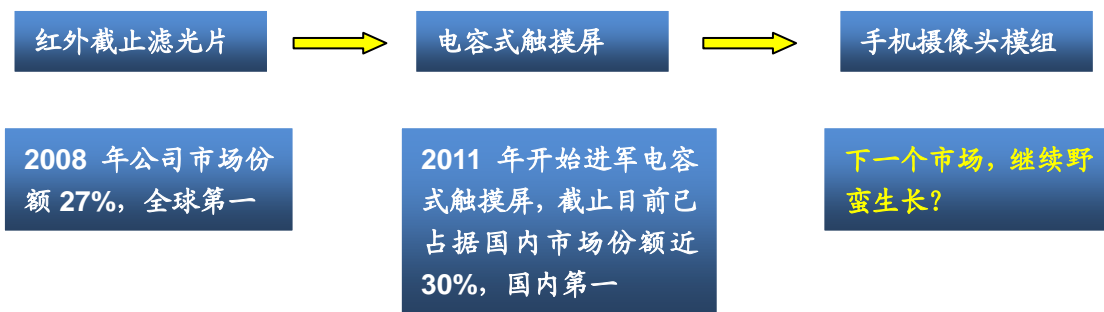 红外截止滤光片
电容式触摸屏
手机摄像头模组
2008 年公司市场份
额 27%，全球第一
2011 年开始进军电容
式触摸屏，截止目前已
占据国内市场份额近
30%，国内第一
下一个市场，继续野
蛮生长？